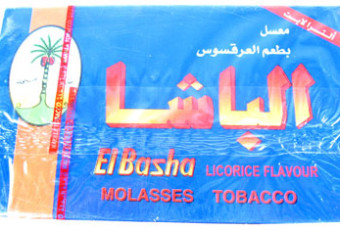 معسل
بطعم العرقسوس
الباشا
El Basha LICORICE FLAVOUR
MOLASSES TOBACCO